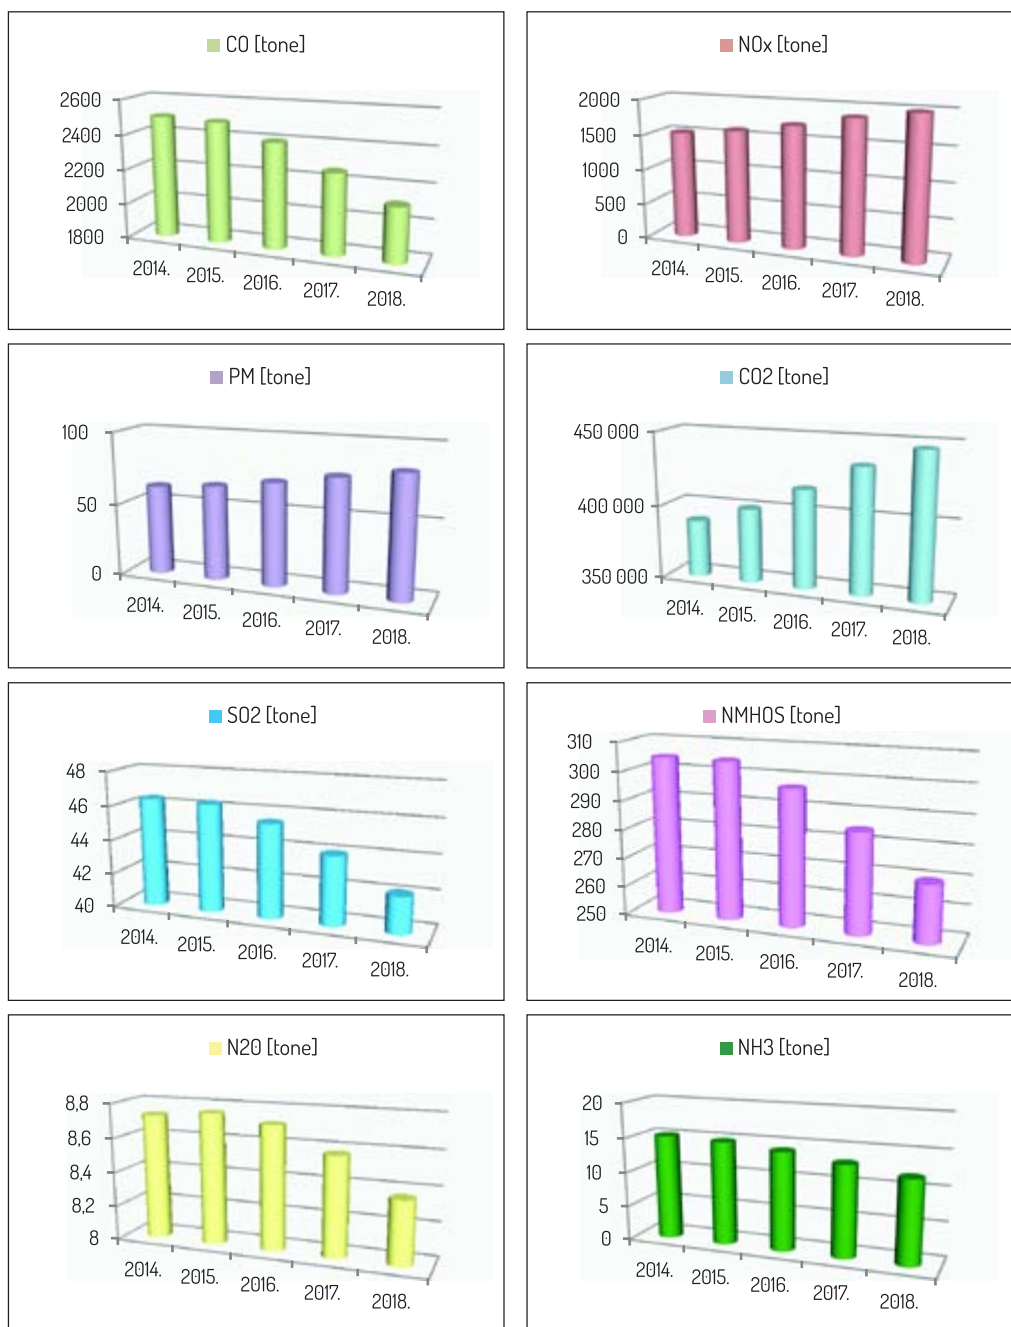 CO [tone]
2600
2400
2200
2000
1800
2014. 2015. 2016. 2017. 2018.
NOx [tone]
2000
1500
1000
500
0
2014. 2015. 2016. 2017. 2018.
PM [tone]
100
50
0
2014. 2015. 2016. 2017. 2018.
CO2 [tone]
450 000
400 000
350 000
2014. 2015. 2016. 2017. 2018.
SO2 [tone]
48
46
44
42
40
2014. 2015. 2016. 2017. 2018.
NMHOS [tone]
310
300
290
280
270
260
250
2014. 2015. 2016. 2017. 2018.
N2O [tone]
8,8
8,6
8,4
8,2
8
2014. 2015. 2016. 2017. 2018.
NH3 [tone]
20
15
10
5
0
2014. 2015. 2016. 2017. 2018.